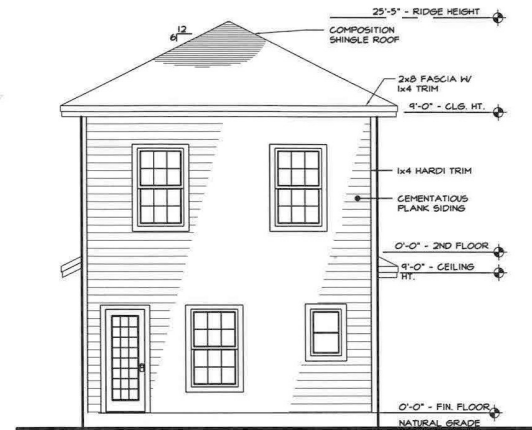 25'-5" - RIDGE HEIGHT
12
6
COMPOSITION
SHINGLE ROOF
2x8 FASCIA W/
1x4 TRIM
9'-0" - CLG. HT.
1x4 HARDI TRIM
CEMENTATIOUS
PLANK SIDING
0'-0" - 2ND FLOOR
9'-0" - CEILING
HT.
0'-0" - FIN. FLOOR
NATURAL GRADE